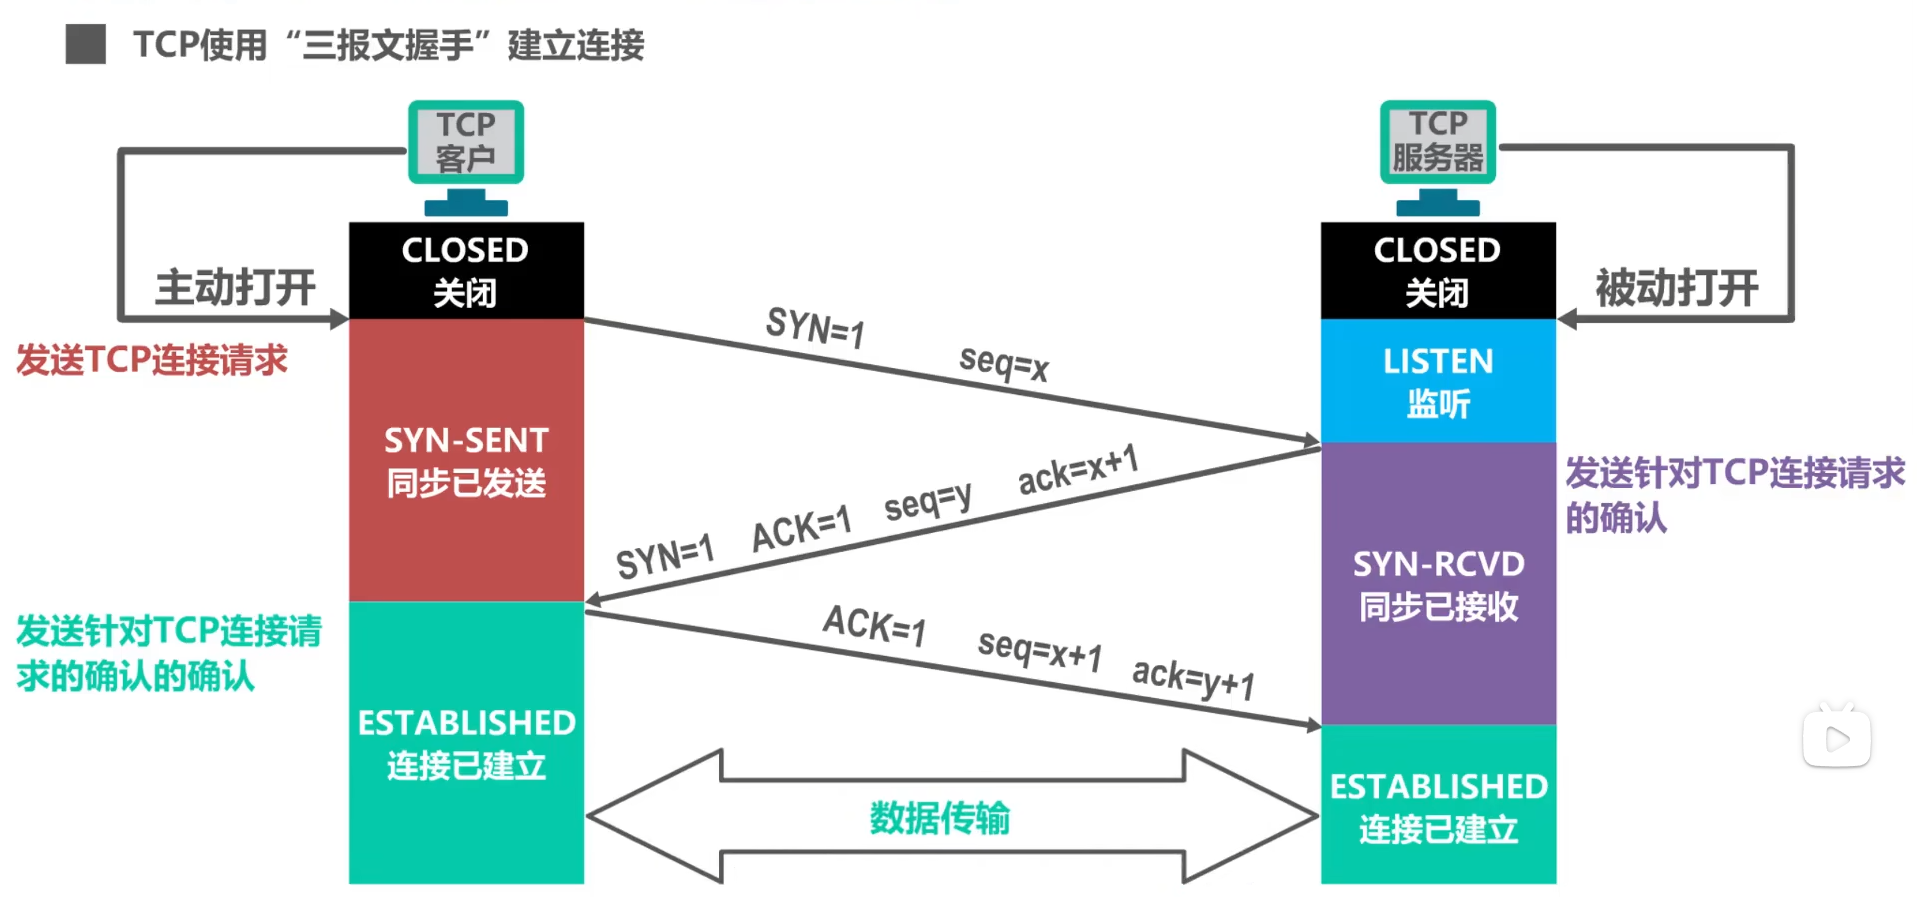 TCP使用“三报文握手”建立连接
TCP
客户
TCP
服务器
CLOSED
关闭
CLOSED
关闭
主动打开
被动打开
发送TCP连接请求
SYN=1 seq=x
LISTEN
监听
SYN-SENT
同步已发送
SYN=1 ACK=1 seq=y ack=x+1
发送针对TCP连接请求
的确认
SYN-RCVD
同步已接收
发送针对TCP连接请
求的确认的确认
ACK=1 seq=x+1 ack=y+1
ESTABLISHED
连接已建立
数据传输
ESTABLISHED
连接已建立